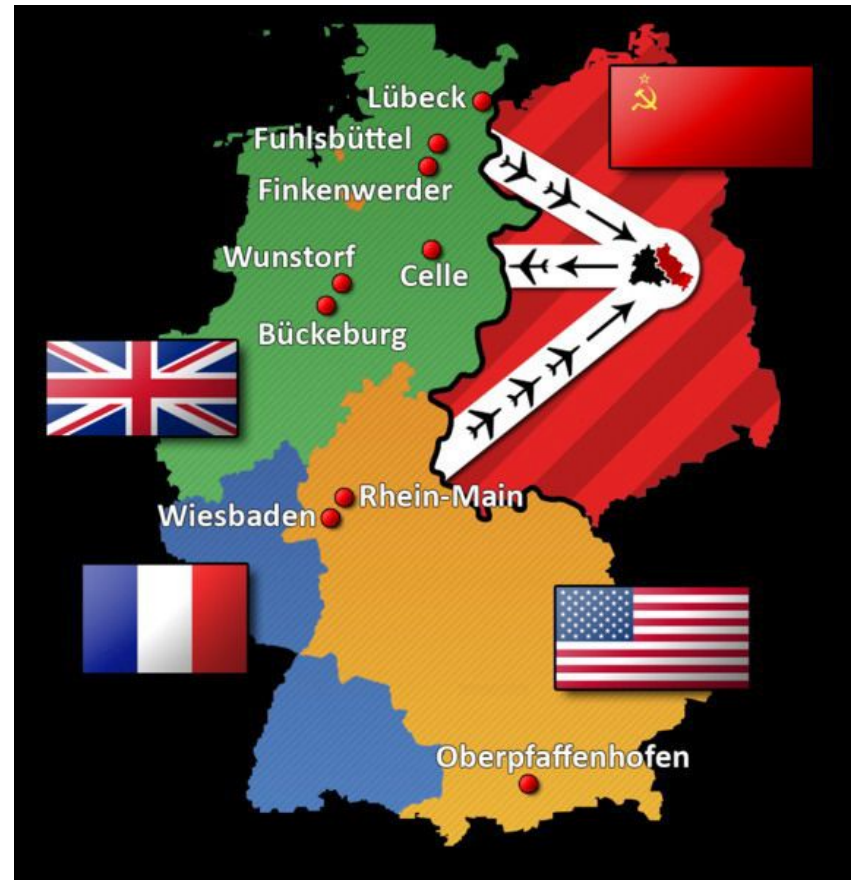 Lübeck
Fuhlsbüttel
Finkenwerder
Wunstorf
Celle
Bückeburg
Rhein-Main
Wiesbaden
Oberpfaffenhofen